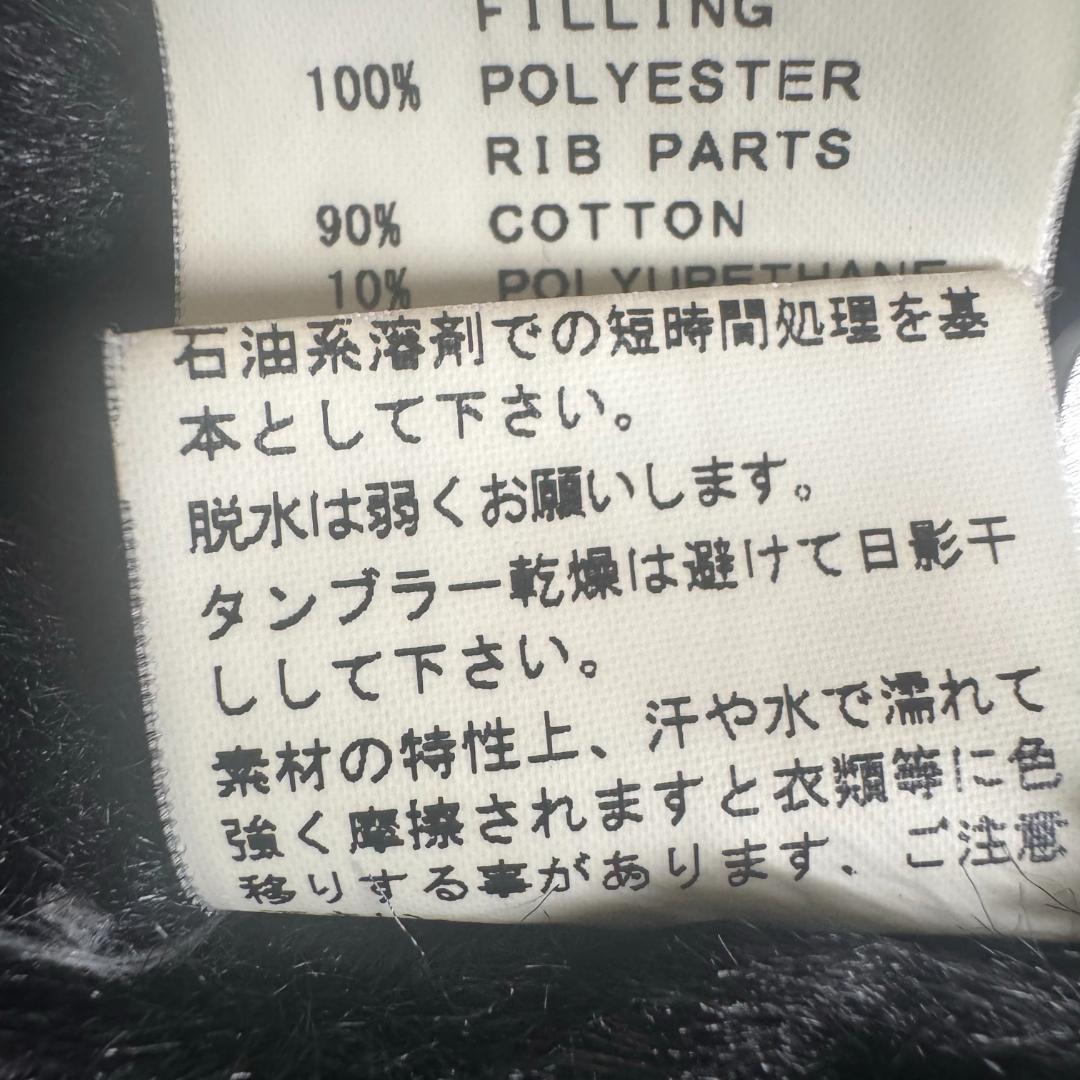 FILLING
100% POLYESTER
RIB PARTS
90% COTTON
10% POLYURETHANE
石油系溶剤での短時間処理を基
本として下さい。
脱水は弱くお願いします。
タンブラー乾燥は避けて日影干
しして下さい。
素材の特性上、汗や水で濡れて
強く摩擦されますと衣類等に色
移りする事があります、ご注意